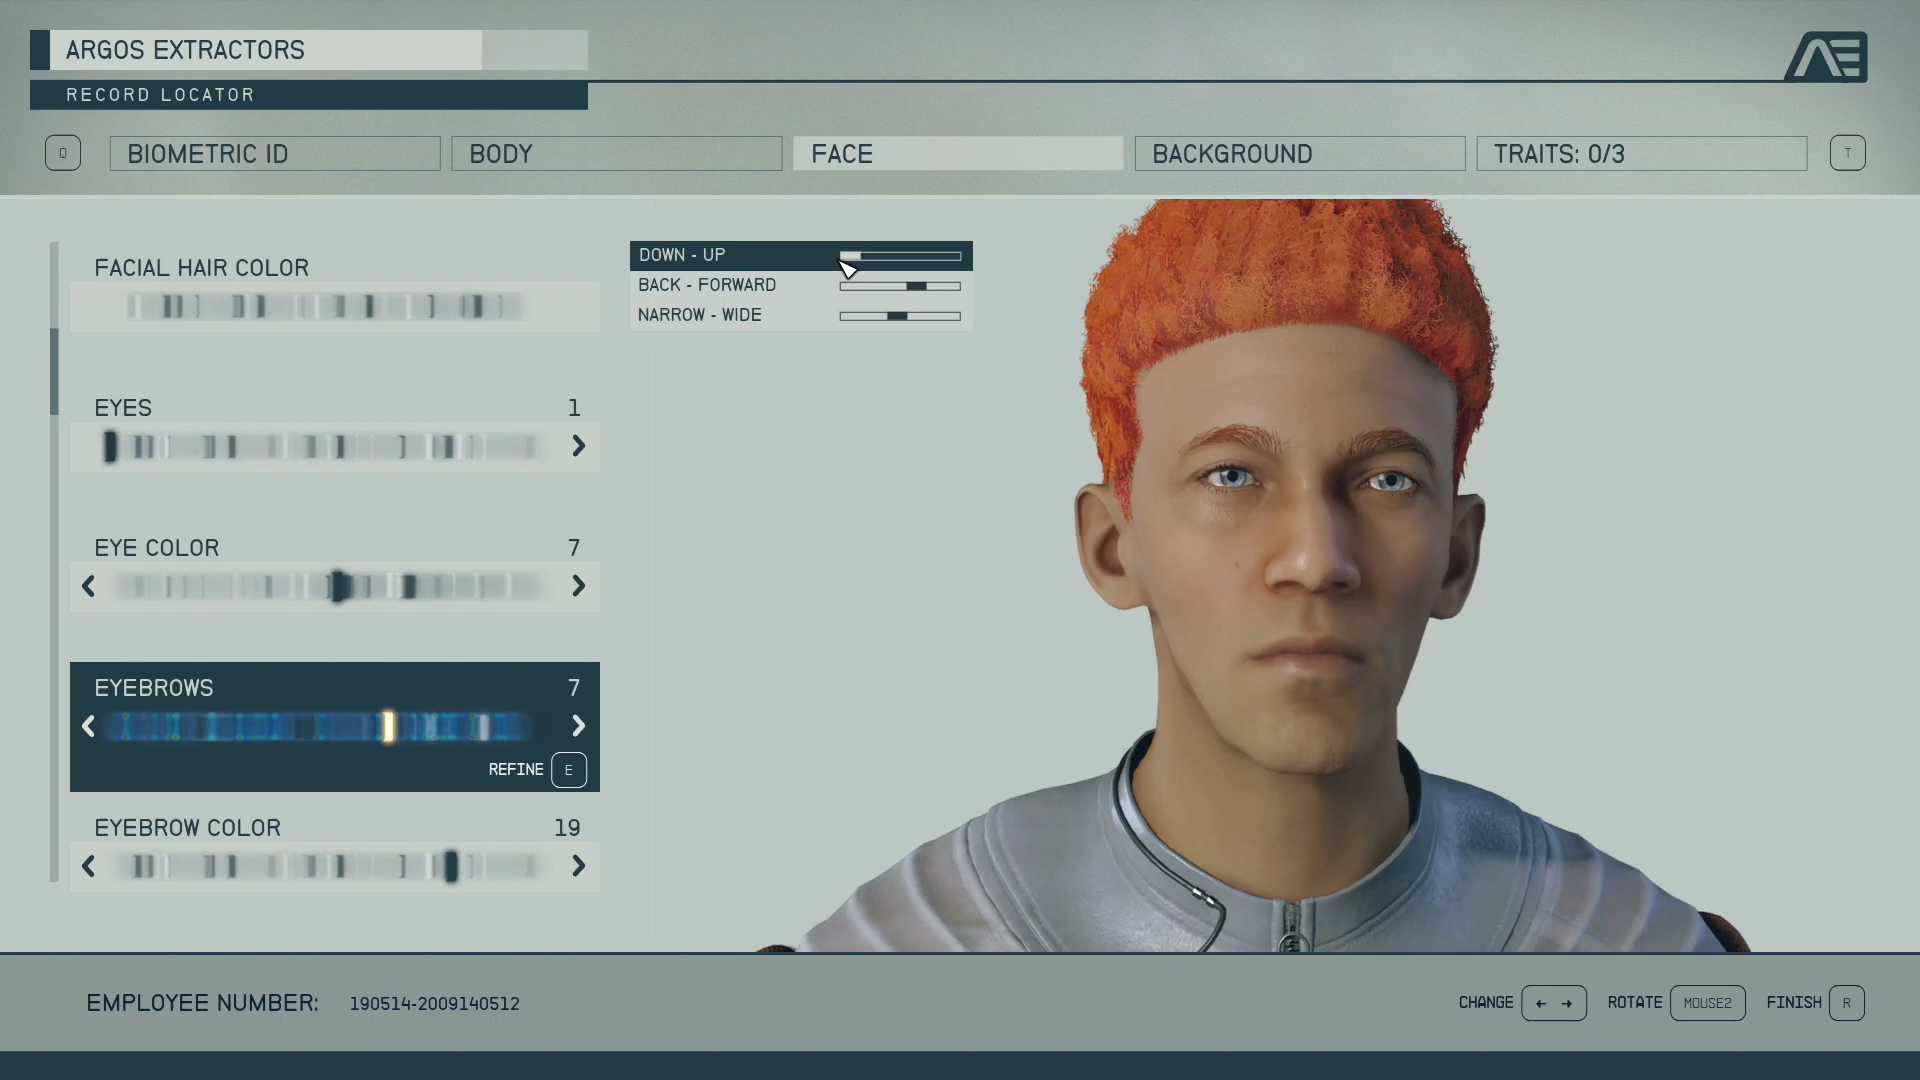 ARGOS EXTRACTORS
RECORD LOCATOR
Q BIOMETRIC ID BODY FACE BACKGROUND TRAITS: 0/3 T
FACIAL HAIR COLOR
EYES 1
EYE COLOR 7
EYEBROWS 7
REFINE E
EYEBROW COLOR 19
DOWN - UP
BACK - FORWARD
NARROW - WIDE
EMPLOYEE NUMBER: 190514-2009140512
CHANGE ← → ROTATE MOUSE2 FINISH R
AE